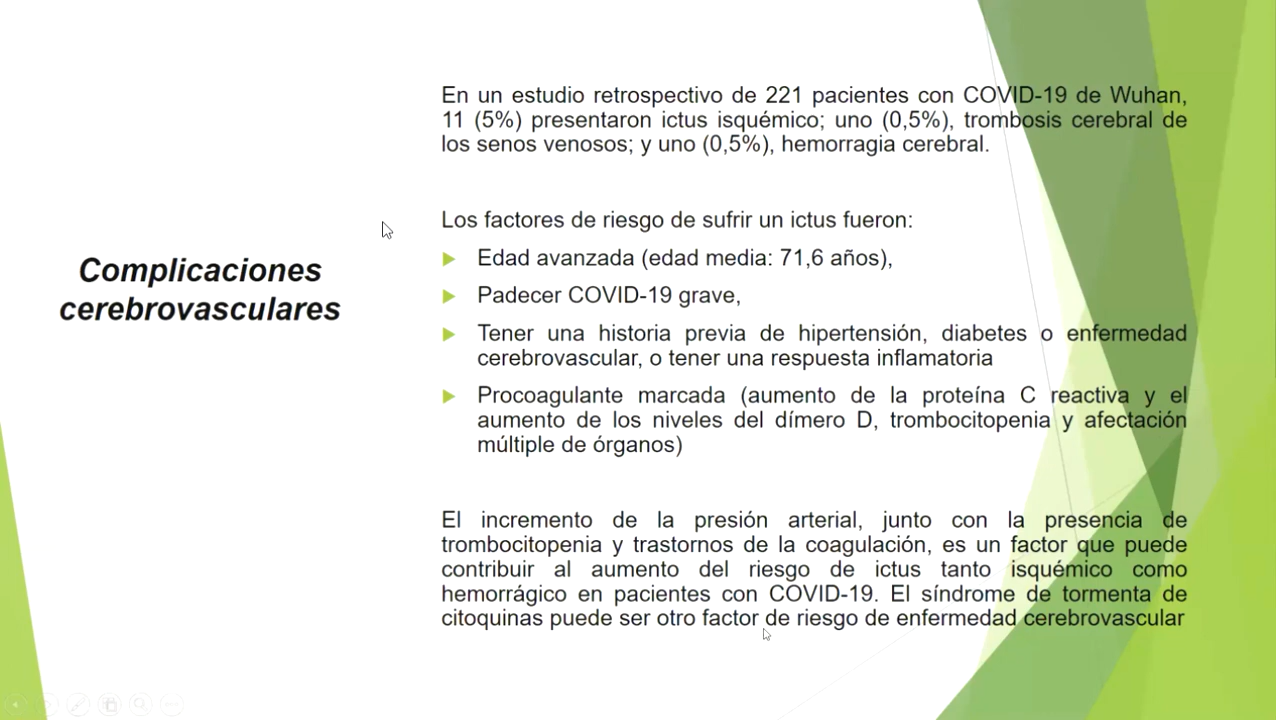 Complicaciones
cerebrovasculares
En un estudio retrospectivo de 221 pacientes con COVID-19 de Wuhan,
11 (5%) presentaron ictus isquémico; uno (0,5%), trombosis cerebral de
los senos venosos; y uno (0,5%), hemorragia cerebral.
Los factores de riesgo de sufrir un ictus fueron:
Edad avanzada (edad media: 71,6 años),
Padecer COVID-19 grave,
Tener una historia previa de hipertensión, diabetes o enfermedad
cerebrovascular, o tener una respuesta inflamatoria
Procoagulante marcada (aumento de la proteína C reactiva y el
aumento de los niveles del dímero D, trombocitopenia y afectación
múltiple de órganos)
El incremento de la presión arterial, junto con la presencia de
trombocitopenia y trastornos de la coagulación, es un factor que puede
contribuir al aumento del riesgo de ictus tanto isquémico como
hemorrágico en pacientes con COVID-19. El síndrome de tormenta de
citoquinas puede ser otro factor de riesgo de enfermedad cerebrovascular